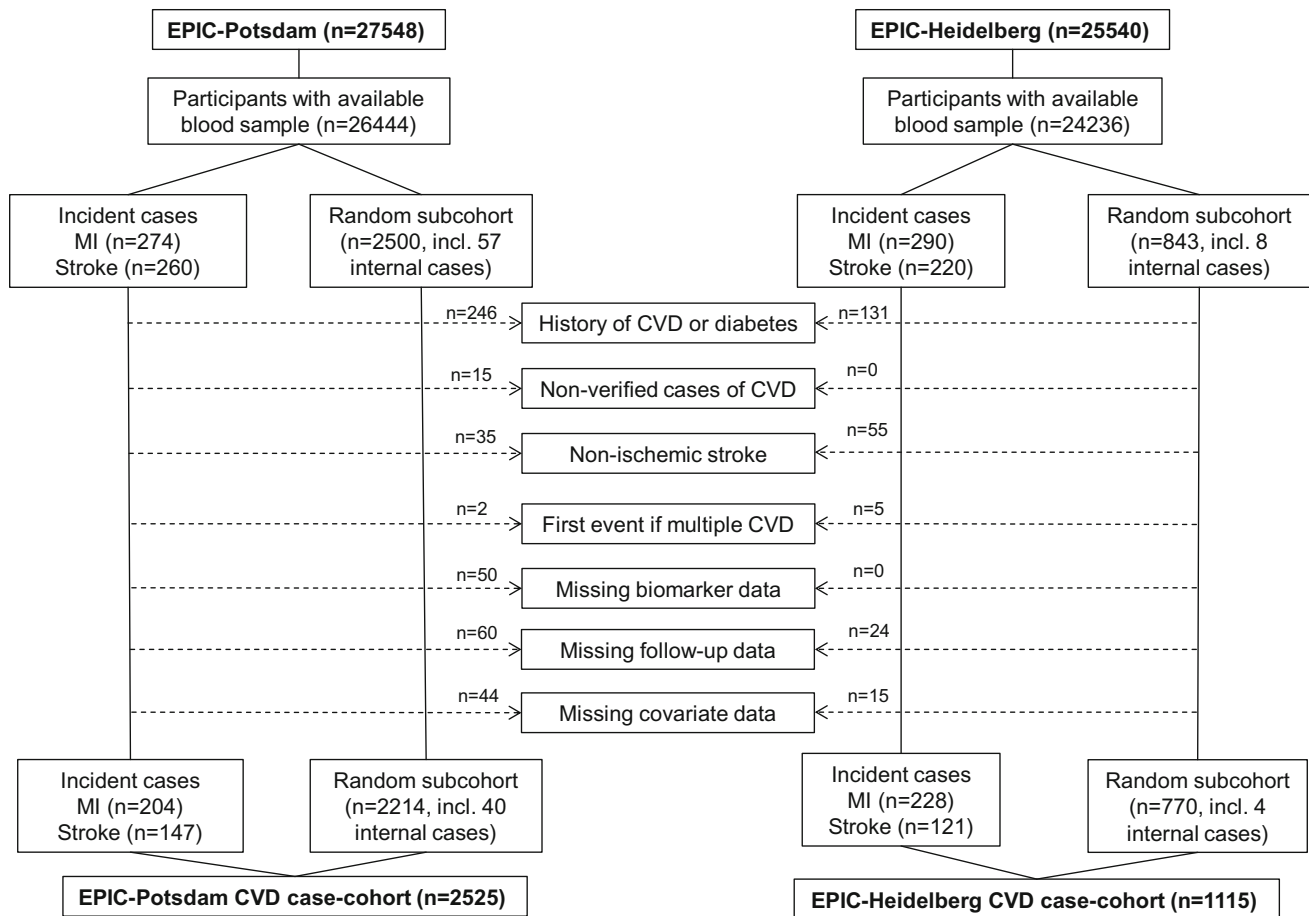 EPIC-Potsdam (n=27548)
EPIC-Heidelberg (n=25540)
Participants with available
blood sample (n=26444)
Participants with available
blood sample (n=24236)
Incident cases
MI (n=274)
Stroke (n=260)
Random subcohort
(n=2500, incl. 57
internal cases)
Incident cases
MI (n=290)
Stroke (n=220)
Random subcohort
(n=843, incl. 8
internal cases)
n=246
History of CVD or diabetes
n=131
n=15
Non-verified cases of CVD
n=0
n=35
Non-ischemic stroke
n=55
n=2
First event if multiple CVD
n=5
n=50
Missing biomarker data
n=0
n=60
Missing follow-up data
n=24
n=44
Missing covariate data
n=15
Incident cases
MI (n=204)
Stroke (n=147)
Random subcohort
(n=2214, incl. 40
internal cases)
Incident cases
MI (n=228)
Stroke (n=121)
Random subcohort
(n=770, incl. 4
internal cases)
EPIC-Potsdam CVD case-cohort (n=2525)
EPIC-Heidelberg CVD case-cohort (n=1115)